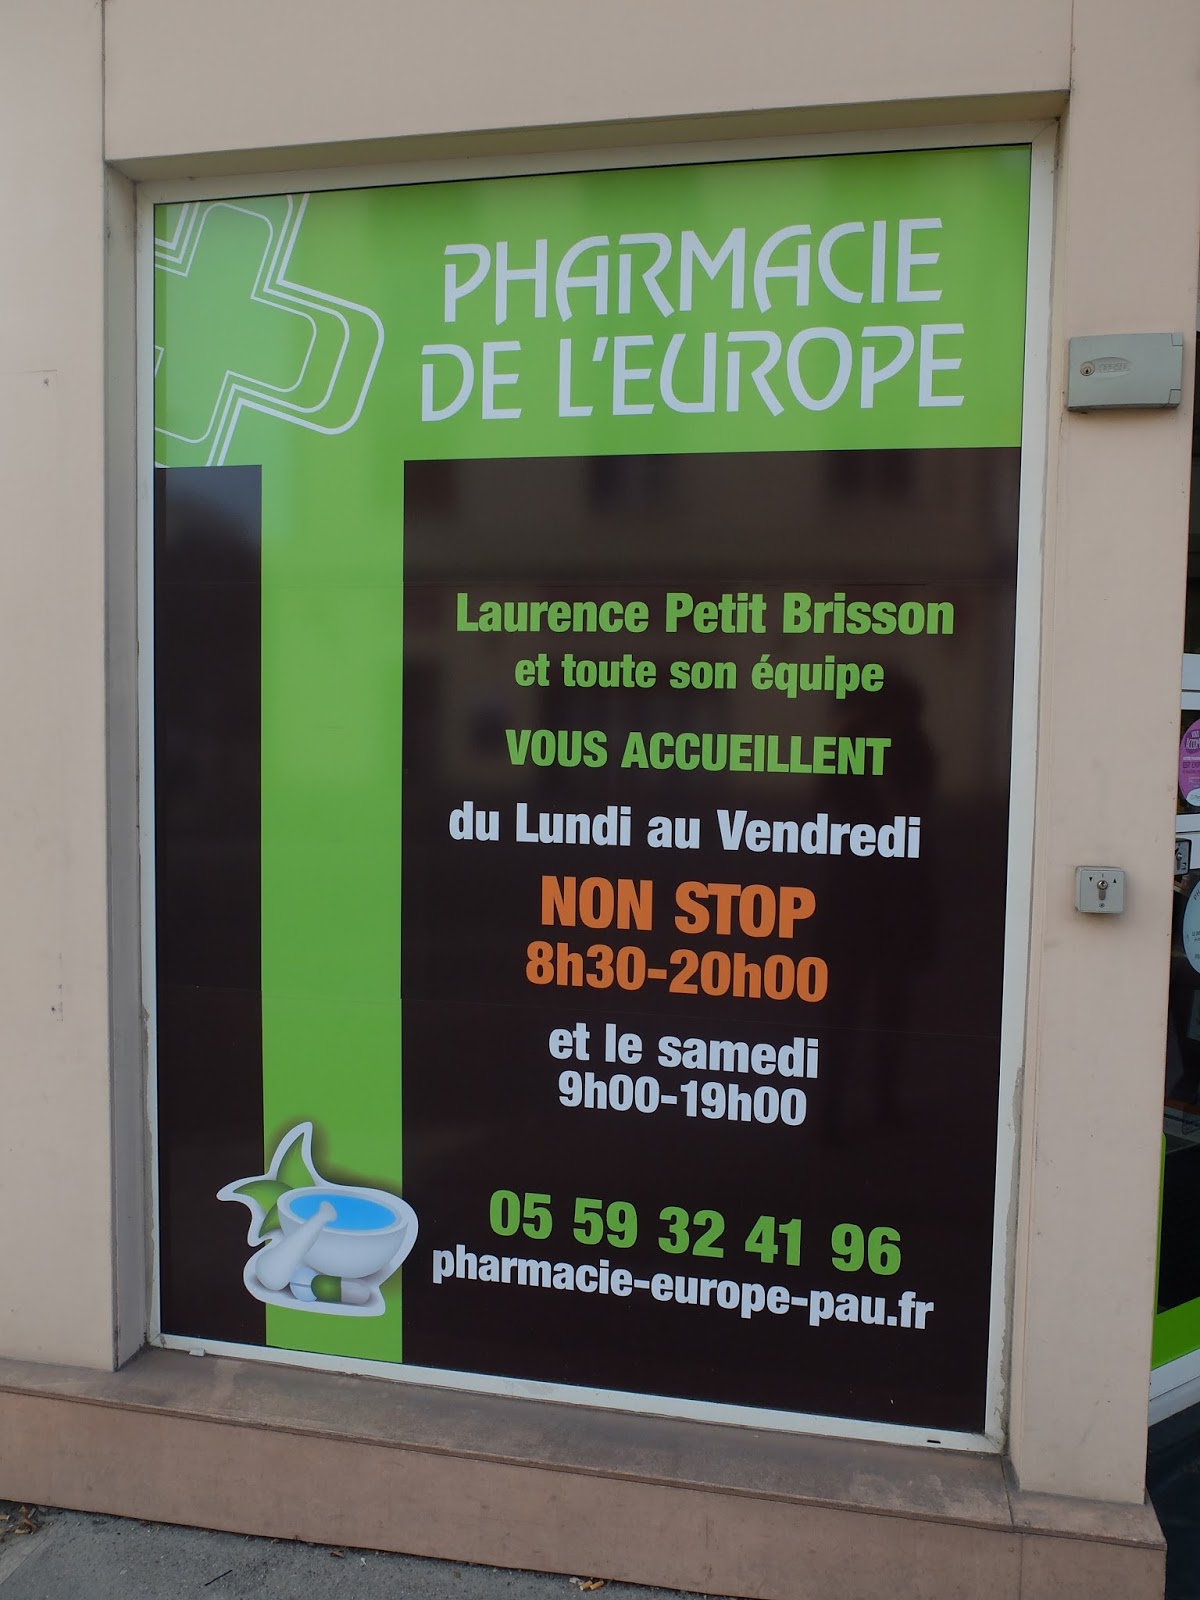 PHARMACIE
DE L'EUROPE
Laurence Petit Brisson
et toute son équipe
VOUS ACCUEILLENT
du Lundi au Vendredi
NON STOP
8h30-20h00
et le samedi
9h00-19h00
05 59 32 41 96
pharmacie-europe-pau.fr